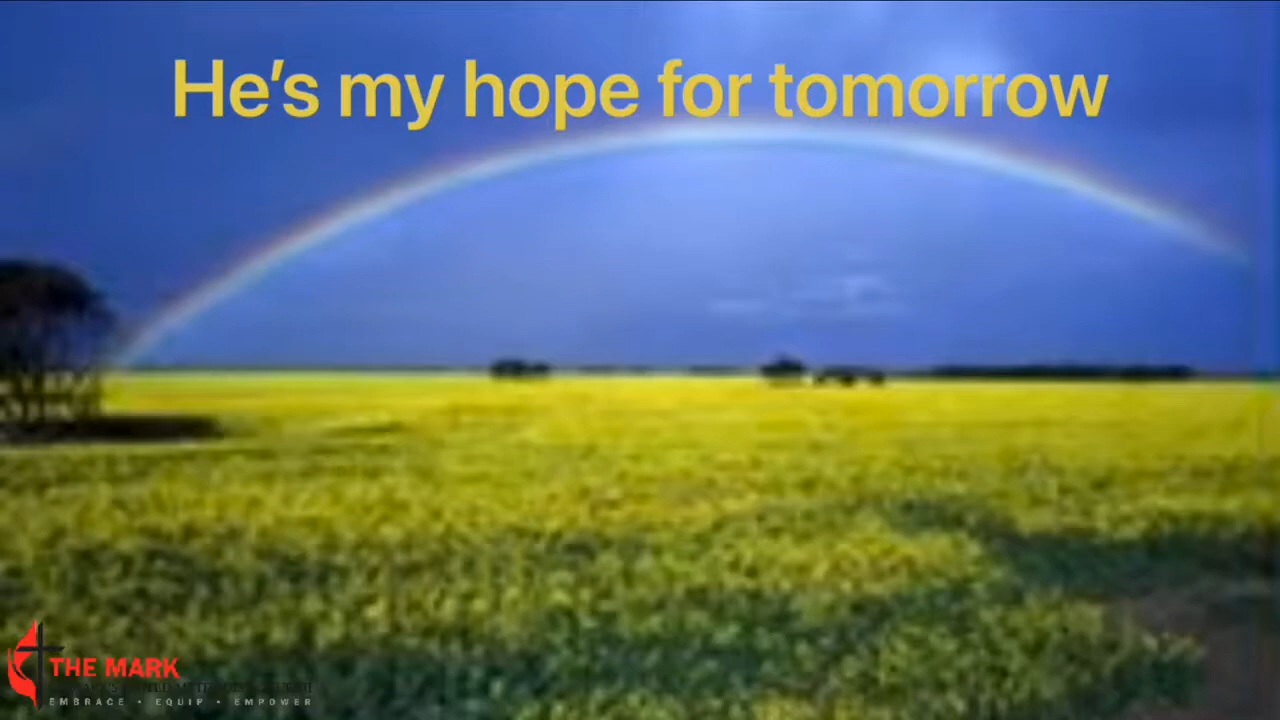 He's my hope for tomorrow
THE MARK
EMBRACE • EQUIP • EMPOWER